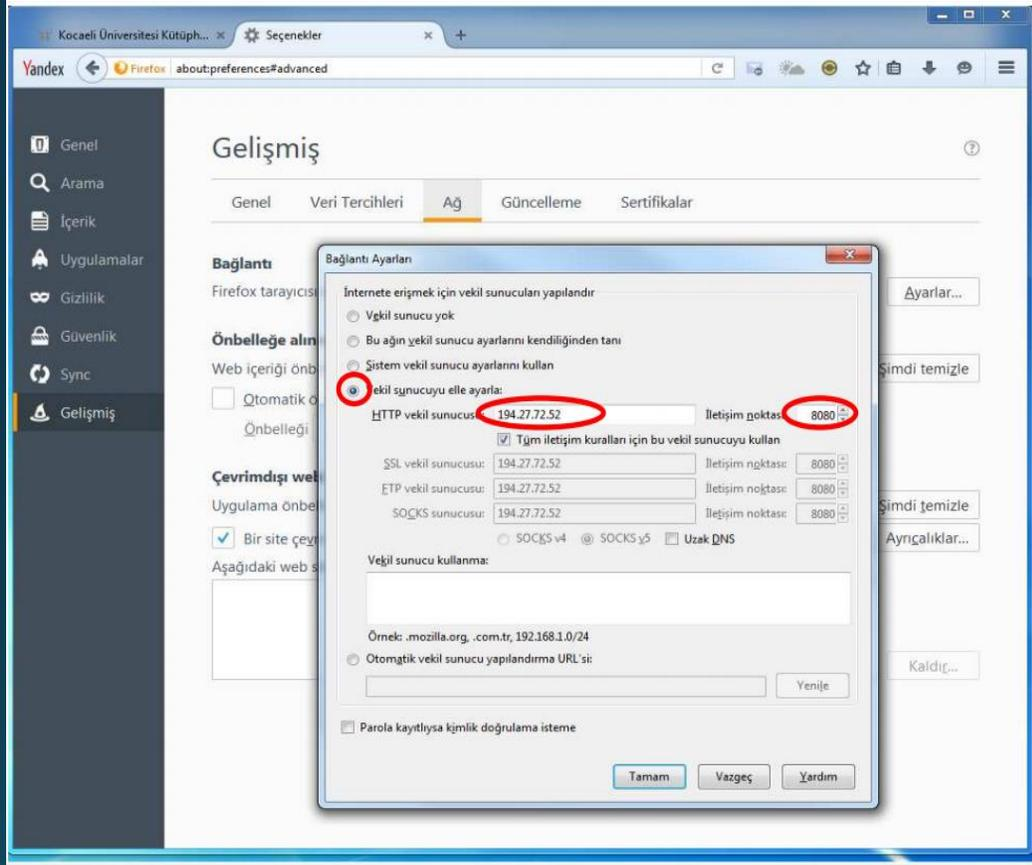 Kocaeli Üniversitesi Kütüph...
Seçenekler
Yandex
Firefox
about:preferences#advanced
Genel
Arama
İçerik
Uygulamalar
Gizlilik
Güvenlik
Sync
Gelişmiş
Gelişmiş
Genel Veri Tercihleri Ağ Güncelleme Sertifikalar
Bağlantı
Firefox tarayıcısı
Ayarlar...
Önbelleğe alın
Web içeriği önb
Şimdi temizle
Otomatik o
Önbelleği
Çevrimdışı web
Uygulama önbel
Şimdi temizle
Bir site çevr
Ayrıcalıklar...
Aşağıdaki web s
Kaldır...
Bağlantı Ayarları
İnternete erişmek için vekil sunucuları yapılandır
Vekil sunucu yok
Bu ağın vekil sunucu ayarlarını kendiliğinden tanı
Sistem vekil sunucu ayarlarını kullan
Vekil sunucuyu elle ayarla:
HTTP vekil sunucusu: 194.27.72.52 İletişim noktası: 8080
Tüm iletişim kuralları için bu vekil sunucuyu kullan
SSL vekil sunucusu: 194.27.72.52 İletişim noktası: 8080
FTP vekil sunucusu: 194.27.72.52 İletişim noktası: 8080
SOCKS sunucusu: 194.27.72.52 İletişim noktası: 8080
SOCKS v4 SOCKS v5 Uzak DNS
Vekil sunucu kullanma:
Örnek: .mozilla.org, .com.tr, 192.168.1.0/24
Otomatik vekil sunucu yapılandırma URL'si:
Yenile
Parola kayıtlıysa kimlik doğrulama isteme
Tamam Vazgeç Yardım